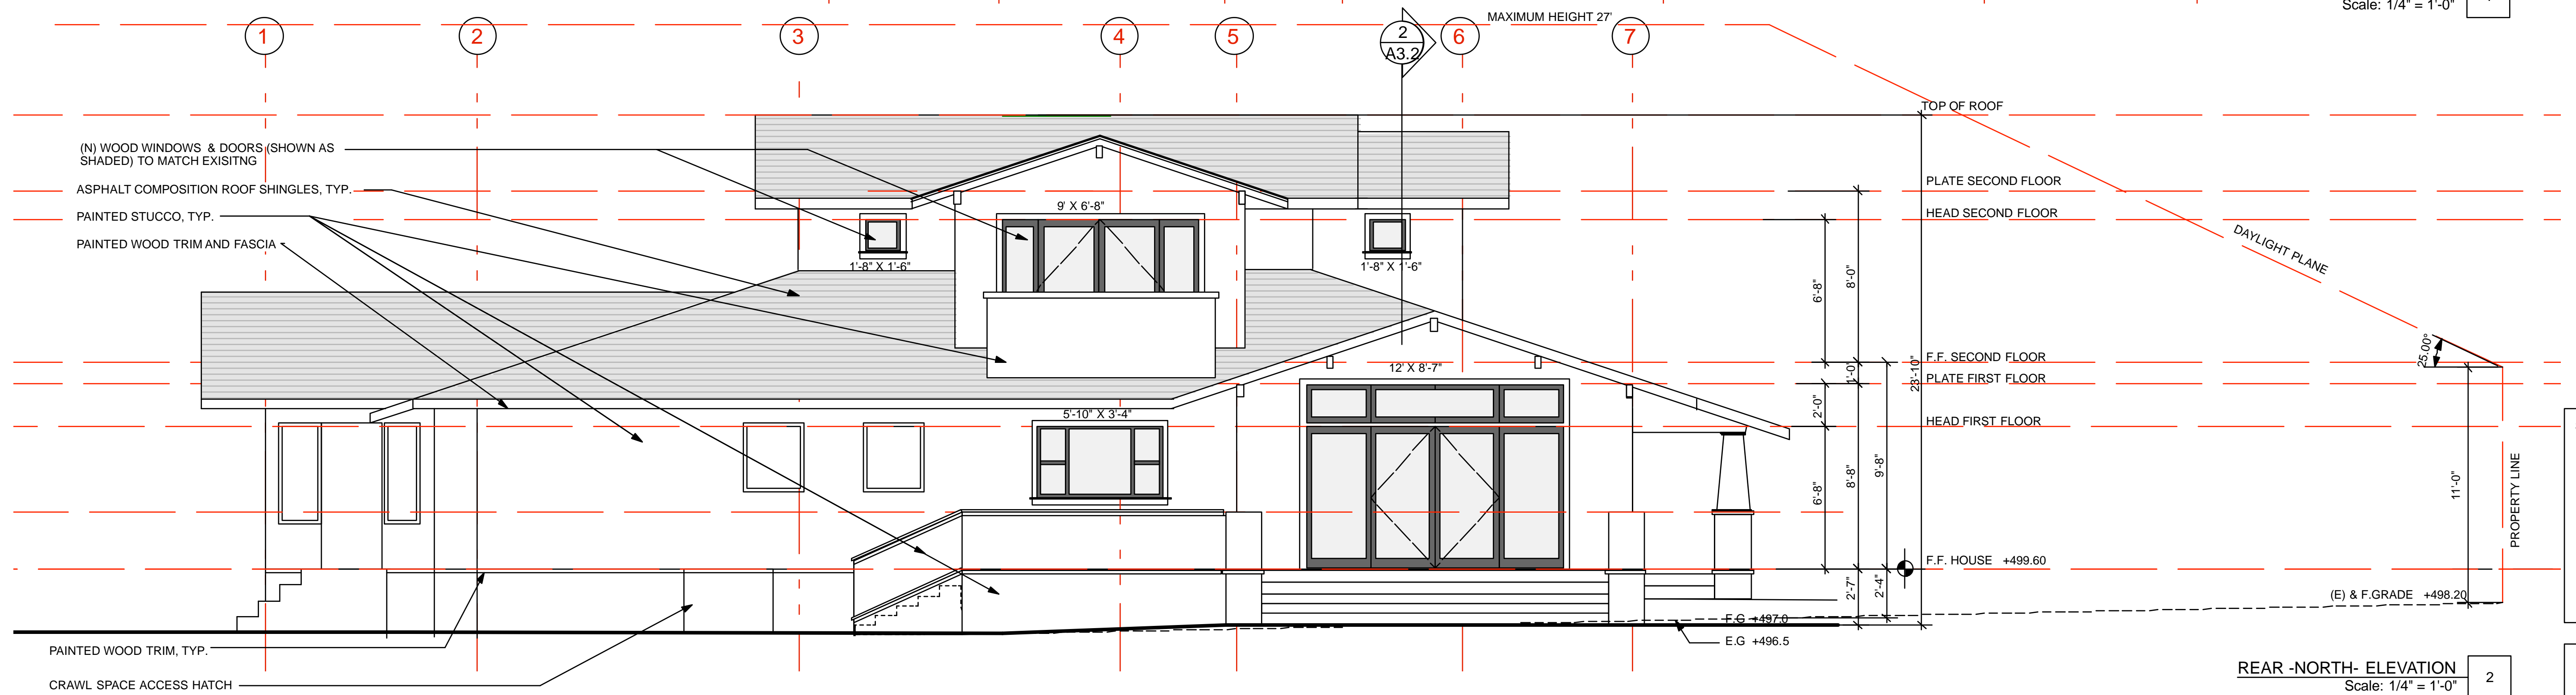 Scale: 1/4" = 1'-0"
MAXIMUM HEIGHT 27'
1
2
3
4
5
2
A3.2
6
7
TOP OF ROOF
(N) WOOD WINDOWS & DOORS (SHOWN AS
SHADED) TO MATCH EXISITNG
ASPHALT COMPOSITION ROOF SHINGLES, TYP.
PAINTED STUCCO, TYP.
PAINTED WOOD TRIM AND FASCIA
9' X 6'-8"
1'-8" X 1'-6"
1'-8" X 1'-6"
PLATE SECOND FLOOR
HEAD SECOND FLOOR
DAYLIGHT PLANE
6'-8"
8'-0"
25.00°
F.F. SECOND FLOOR
1'-0"
23'-10"
PLATE FIRST FLOOR
12' X 8'-7"
5'-10" X 3'-4"
2'-0"
HEAD FIRST FLOOR
6'-8"
8'-8"
9'-8"
11'-0"
PROPERTY LINE
F.F. HOUSE +499.60
2'-7"
2'-4"
(E) & F.GRADE +498.20
F.G +497.0
E.G +496.5
PAINTED WOOD TRIM, TYP.
CRAWL SPACE ACCESS HATCH
REAR -NORTH- ELEVATION
Scale: 1/4" = 1'-0"
2